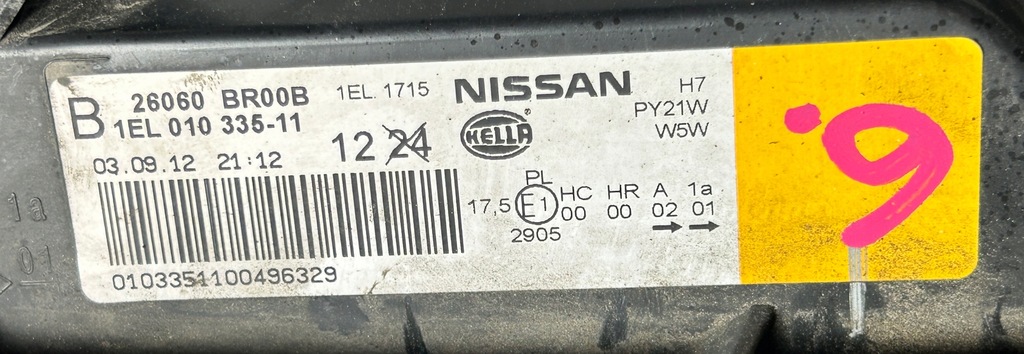 B 26060 BR00B 1EL. 1715 NISSAN H7
1EL 010 335-11 HELLA PY21W
W5W
03.09.12 21:12 12 24
PL
17,5 E1 HC HR A 1a
00 00 02 01
2905
0103351100496329
9.
1a
01